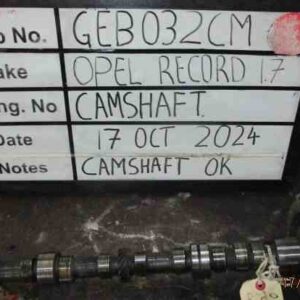 o No. GEB032CM
ake OPEL RECORD 1.7
ng. No CAMSHAFT
Date 17 OCT 2024
Notes CAMSHAFT OK